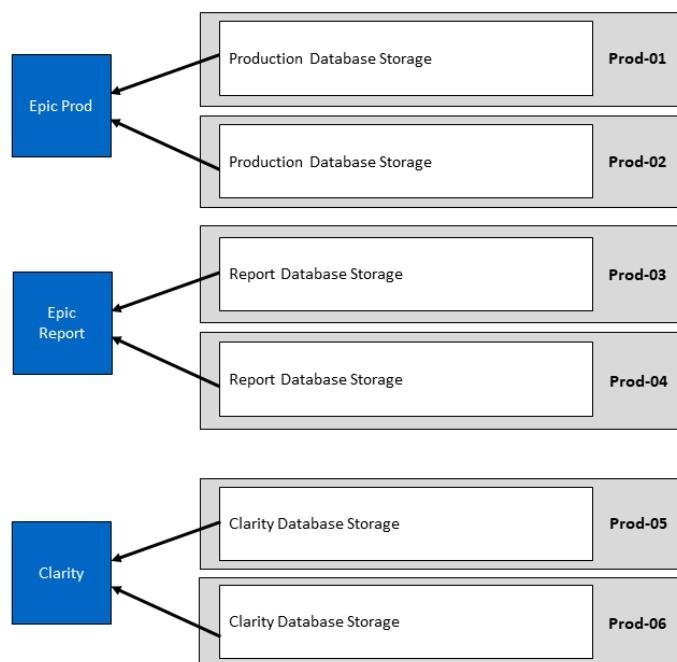 Production Database Storage
Prod-01
Epic Prod
Production Database Storage
Prod-02
Report Database Storage
Prod-03
Epic
Report
Report Database Storage
Prod-04
Clarity Database Storage
Prod-05
Clarity
Clarity Database Storage
Prod-06